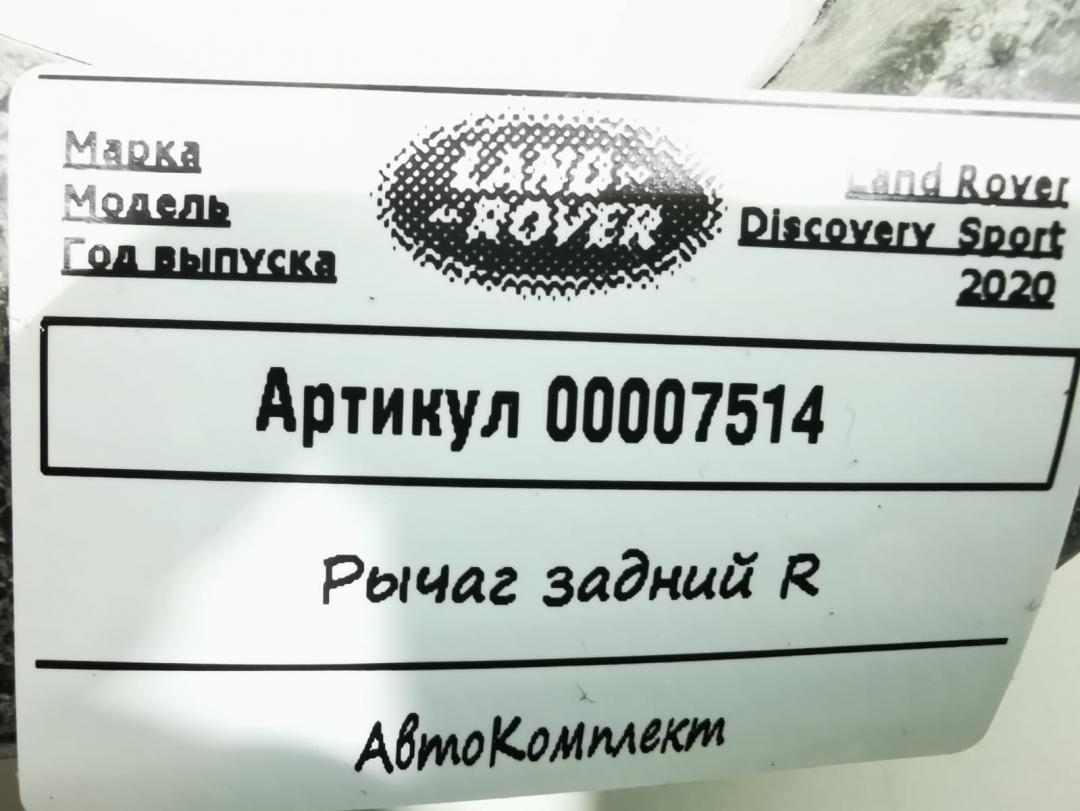 Марка
Модель
Год выпуска
LAND-
-ROVER
Land Rover
Discovery Sport
2020
Артикул 00007514
Рычаг задний R
АвтоКомплект